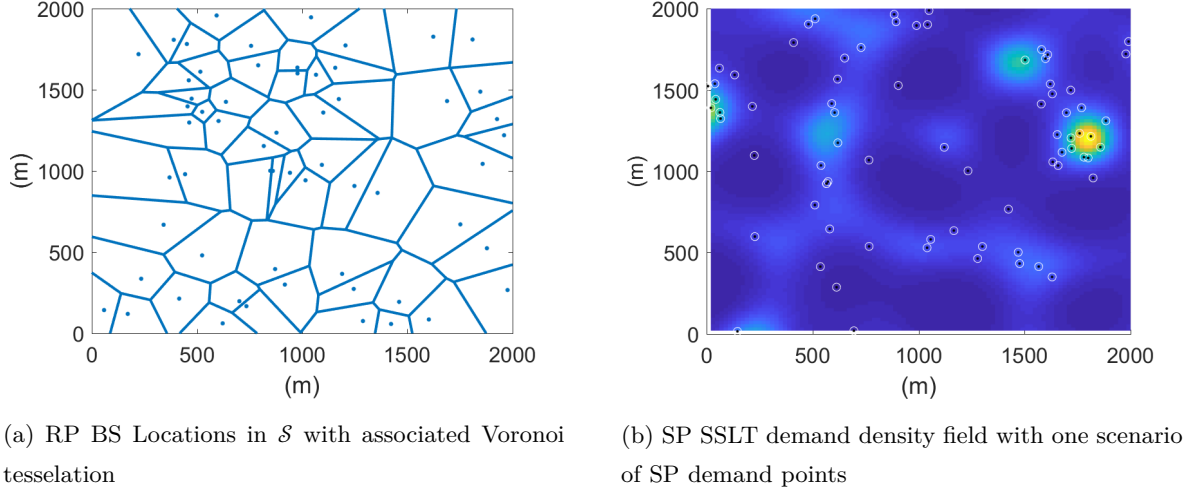 2000
1500
1000
500
0
(m)
0 500 1000 1500 2000
(m)
2000
1500
1000
500
0
(m)
0 500 1000 1500 2000
(m)
(a) RP BS Locations in 𝒮 with associated Voronoi
tesselation
(b) SP SSLT demand density field with one scenario
of SP demand points